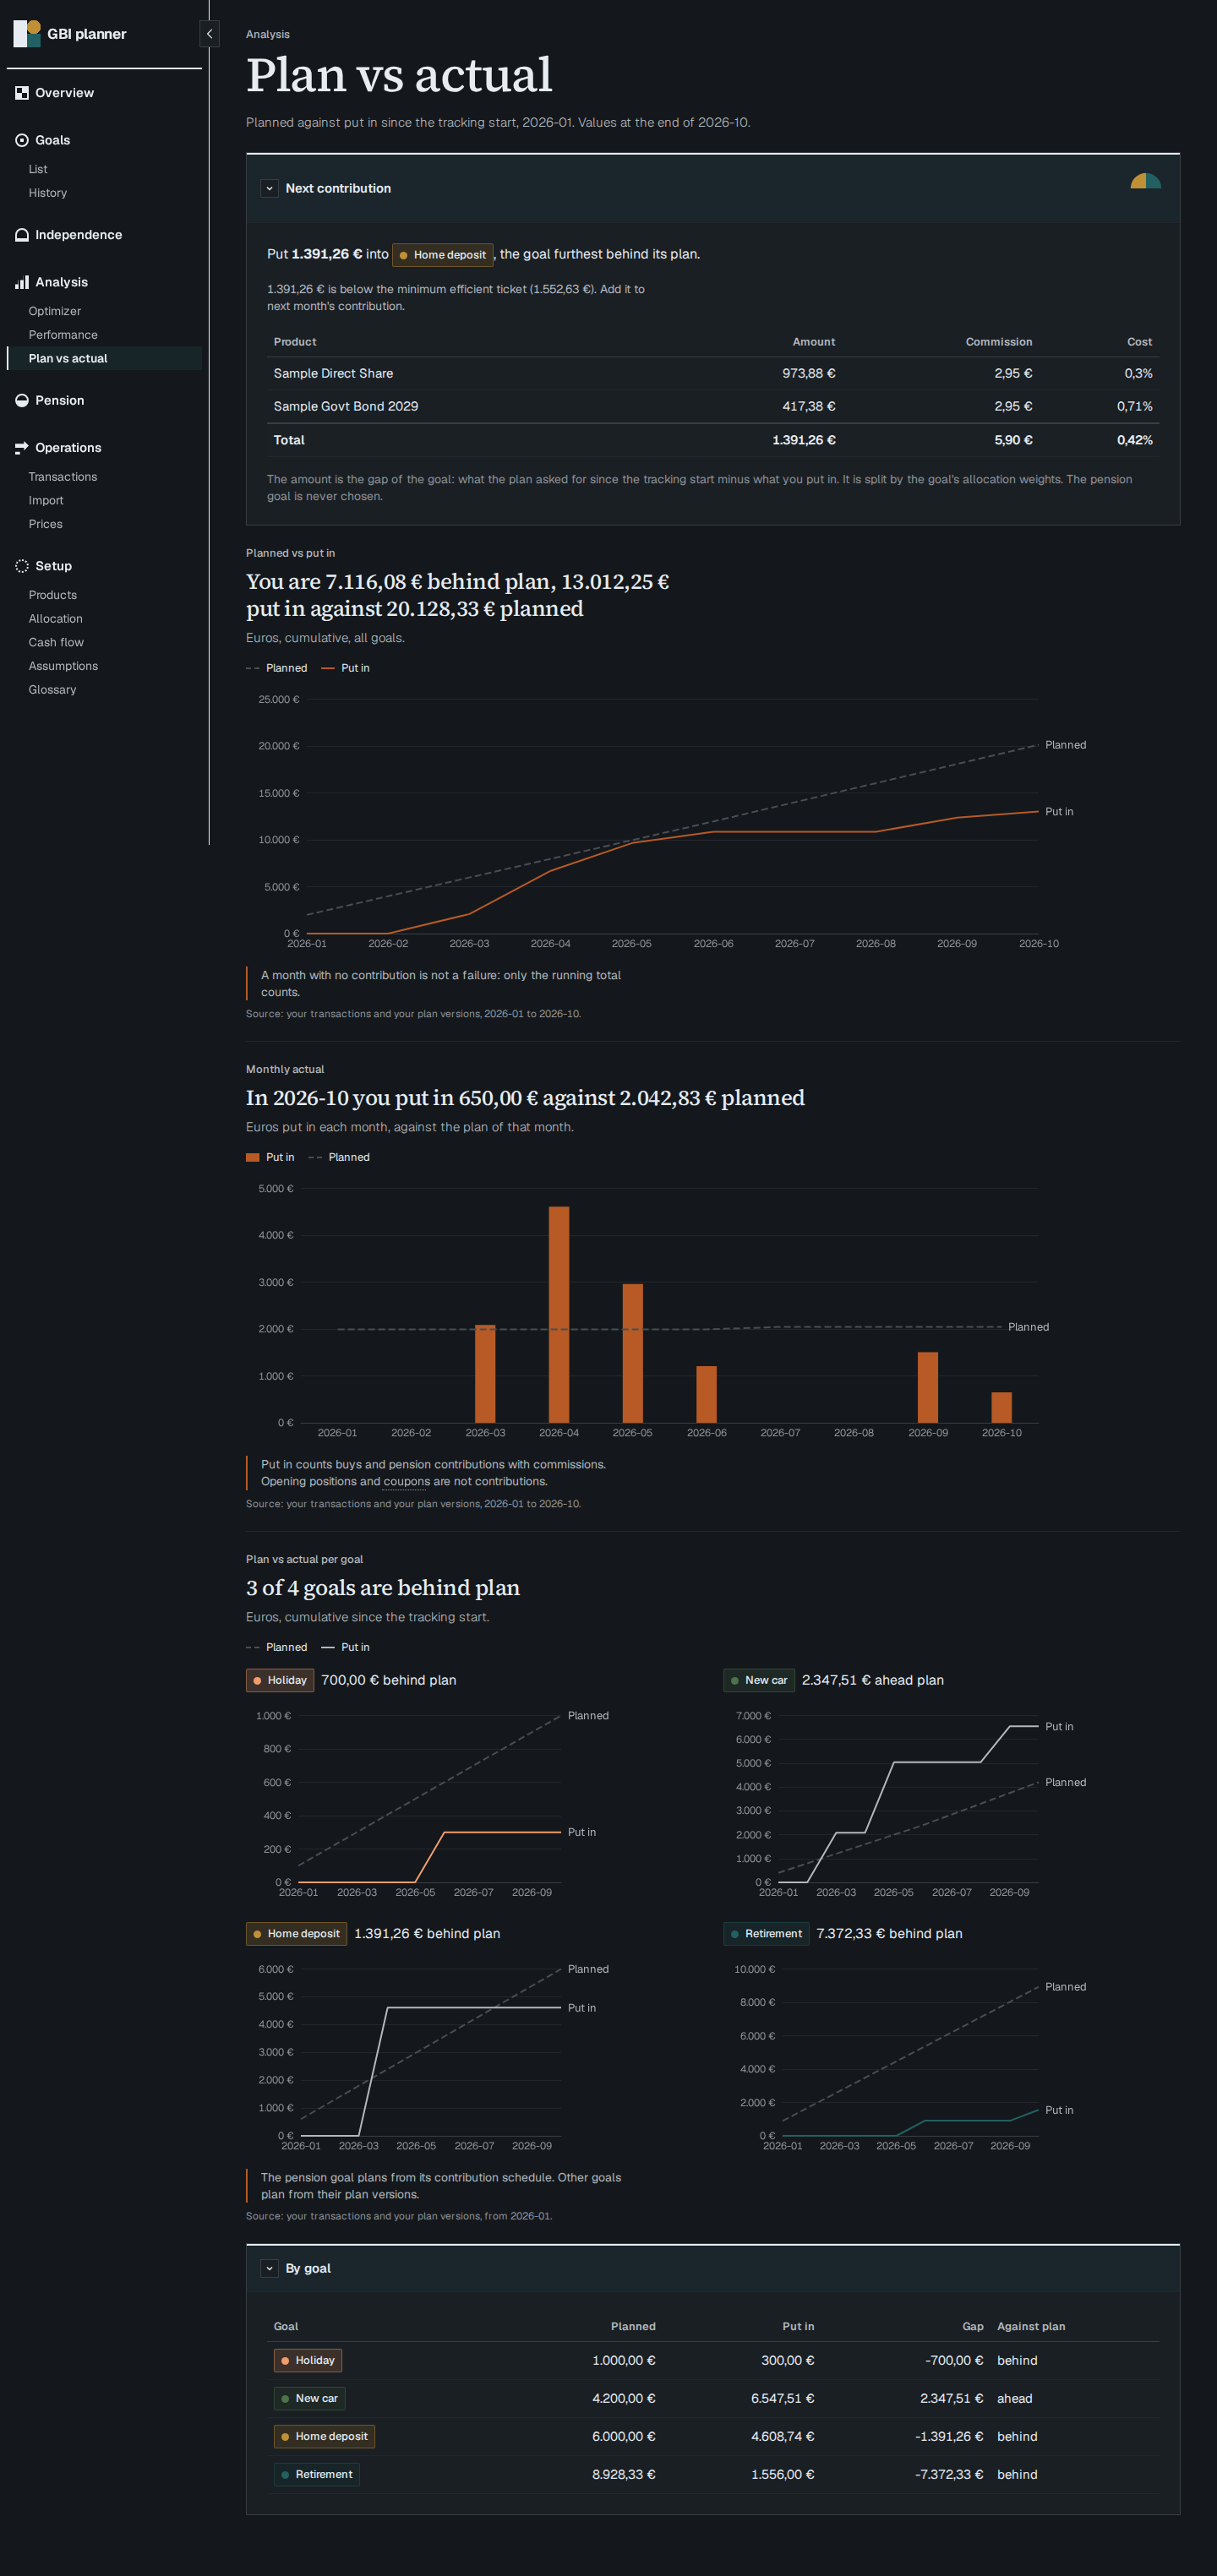 GBI planner
Overview
Goals
List
History
Independence
Analysis
Optimizer
Performance
Plan vs actual
Pension
Operations
Transactions
Import
Prices
Setup
Products
Allocation
Cash flow
Assumptions
Glossary
Analysis
Plan vs actual
Planned against put in since the tracking start, 2026-01. Values at the end of 2026-10.
Next contribution
Put 1.391,26 € into Home deposit, the goal furthest behind its plan.
1.391,26 € is below the minimum efficient ticket (1.552,63 €). Add it to
next month's contribution.
Product Amount Commission Cost
Sample Direct Share 973,88 € 2,95 € 0,3%
Sample Govt Bond 2029 417,38 € 2,95 € 0,71%
Total 1.391,26 € 5,90 € 0,42%
The amount is the gap of the goal: what the plan asked for since the tracking start minus what you put in. It is split by the goal's allocation weights. The pension
goal is never chosen.
Planned vs put in
You are 7.116,08 € behind plan, 13.012,25 €
put in against 20.128,33 € planned
Euros, cumulative, all goals.
Planned Put in
25.000 €
20.000 €
15.000 €
10.000 €
5.000 €
0 €
Planned
Put in
2026-01 2026-02 2026-03 2026-04 2026-05 2026-06 2026-07 2026-08 2026-09 2026-10
A month with no contribution is not a failure: only the running total
counts.
Source: your transactions and your plan versions, 2026-01 to 2026-10.
Monthly actual
In 2026-10 you put in 650,00 € against 2.042,83 € planned
Euros put in each month, against the plan of that month.
Put in Planned
5.000 €
4.000 €
3.000 €
2.000 €
1.000 €
0 €
Planned
2026-01 2026-02 2026-03 2026-04 2026-05 2026-06 2026-07 2026-08 2026-09 2026-10
Put in counts buys and pension contributions with commissions.
Opening positions and coupons are not contributions.
Source: your transactions and your plan versions, 2026-01 to 2026-10.
Plan vs actual per goal
3 of 4 goals are behind plan
Euros, cumulative since the tracking start.
Planned Put in
Holiday 700,00 € behind plan
1.000 €
800 €
600 €
400 €
200 €
0 €
Planned
Put in
2026-01 2026-03 2026-05 2026-07 2026-09
New car 2.347,51 € ahead plan
7.000 €
6.000 €
5.000 €
4.000 €
3.000 €
2.000 €
1.000 €
0 €
Put in
Planned
2026-01 2026-03 2026-05 2026-07 2026-09
Home deposit 1.391,26 € behind plan
6.000 €
5.000 €
4.000 €
3.000 €
2.000 €
1.000 €
0 €
Planned
Put in
2026-01 2026-03 2026-05 2026-07 2026-09
Retirement 7.372,33 € behind plan
10.000 €
8.000 €
6.000 €
4.000 €
2.000 €
0 €
Planned
Put in
2026-01 2026-03 2026-05 2026-07 2026-09
The pension goal plans from its contribution schedule. Other goals
plan from their plan versions.
Source: your transactions and your plan versions, from 2026-01.
By goal
Goal Planned Put in Gap Against plan
Holiday 1.000,00 € 300,00 € -700,00 € behind
New car 4.200,00 € 6.547,51 € 2.347,51 € ahead
Home deposit 6.000,00 € 4.608,74 € -1.391,26 € behind
Retirement 8.928,33 € 1.556,00 € -7.372,33 € behind